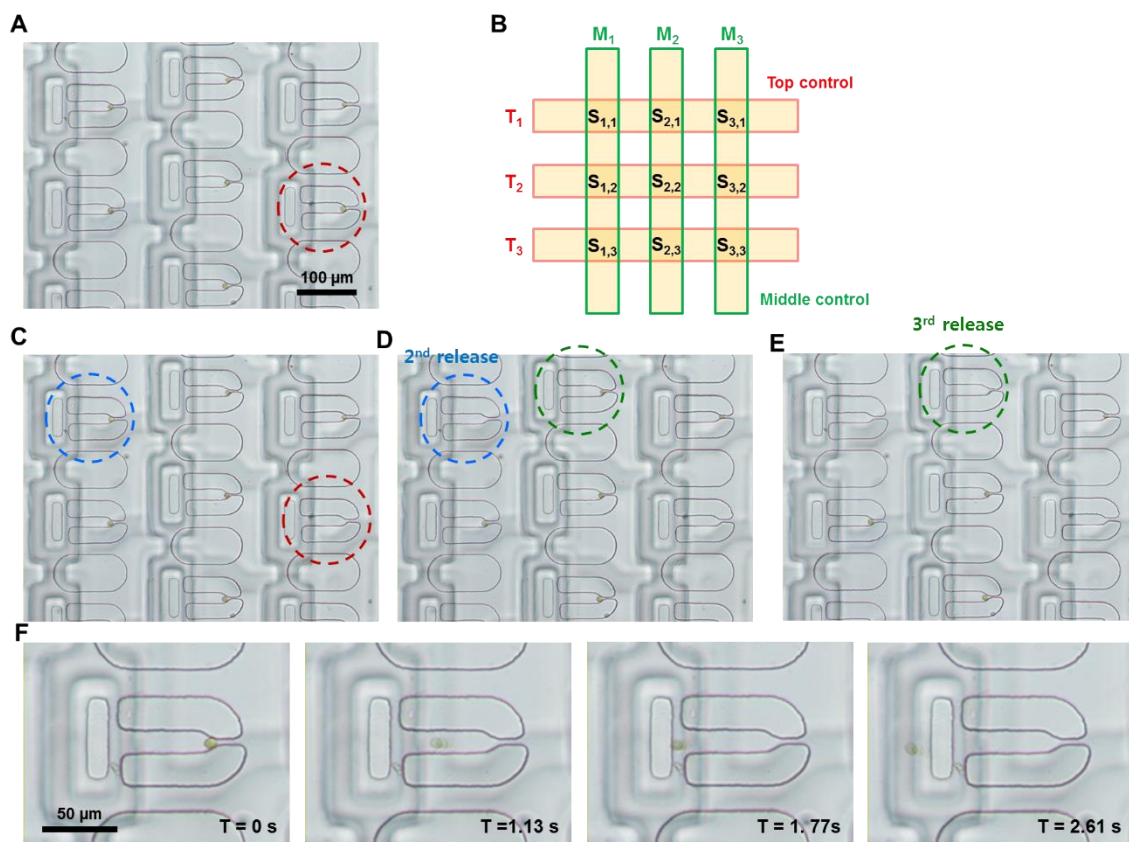 A
100 µm
B
M1 M2 M3
Top control
T1 S1,1 S2,1 S3,1
T2 S1,2 S2,2 S3,2
T3 S1,3 S2,3 S3,3
Middle control
C
D
2nd release
E
3rd release
F
50 µm
T = 0 s
T =1.13 s
T = 1. 77s
T = 2.61 s